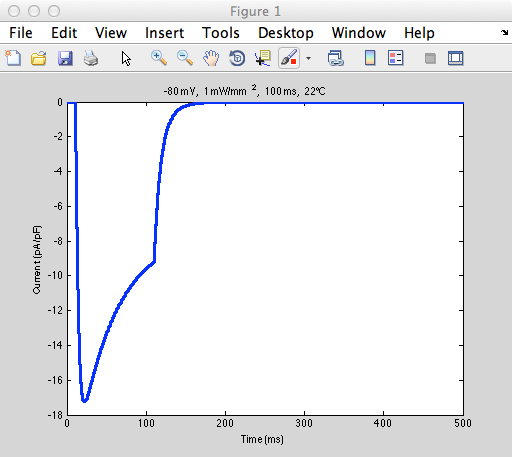 Figure 1
File Edit View Insert Tools Desktop Window Help
-80mV, 1mW/mm ², 100ms, 22ºC
0
-2
-4
-6
-8
-10
-12
-14
-16
-18
Current (pA/pF)
0 100 200 300 400 500
Time (ms)